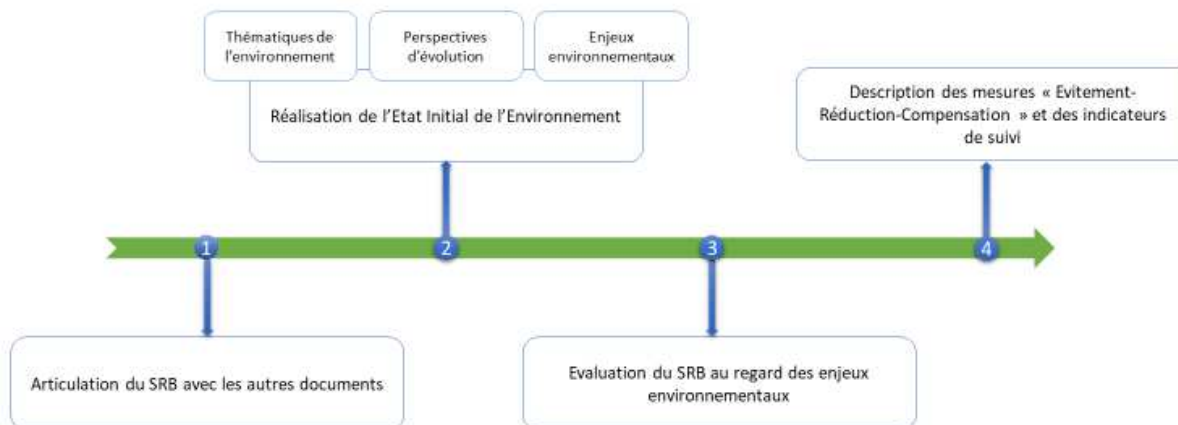 Thématiques de
l'environnement
Perspectives
d'évolution
Enjeux
environnementaux
Réalisation de l'Etat Initial de l'Environnement
Description des mesures « Evitement-
Réduction-Compensation » et des indicateurs
de suivi
1
2
3
4
Articulation du SRB avec les autres documents
Evaluation du SRB au regard des enjeux
environnementaux